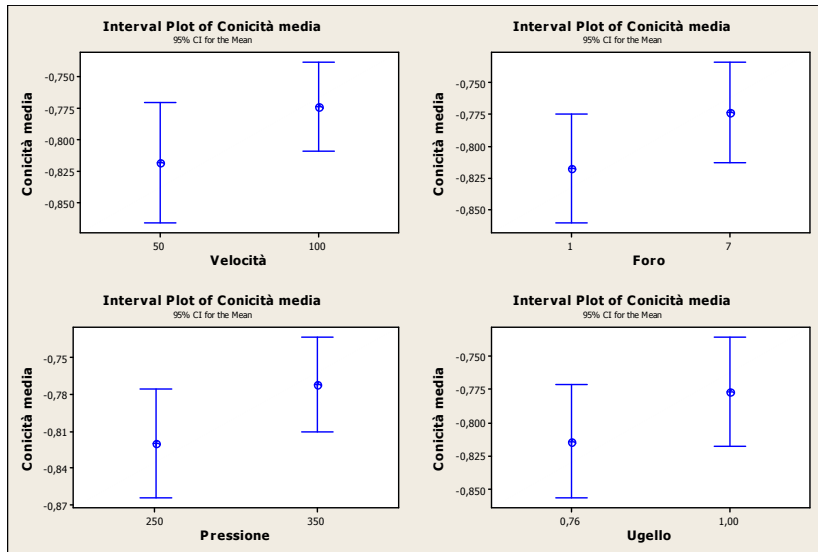 Interval Plot of Conicità media
95% CI for the Mean
Conicità media
-0,750
-0,775
-0,800
-0,825
-0,850
50
100
Velocità
Interval Plot of Conicità media
95% CI for the Mean
Conicità media
-0,750
-0,775
-0,800
-0,825
-0,850
1
7
Foro
Interval Plot of Conicità media
95% CI for the Mean
Conicità media
-0,75
-0,78
-0,81
-0,84
-0,87
250
350
Pressione
Interval Plot of Conicità media
95% CI for the Mean
Conicità media
-0,750
-0,775
-0,800
-0,825
-0,850
0,76
1,00
Ugello